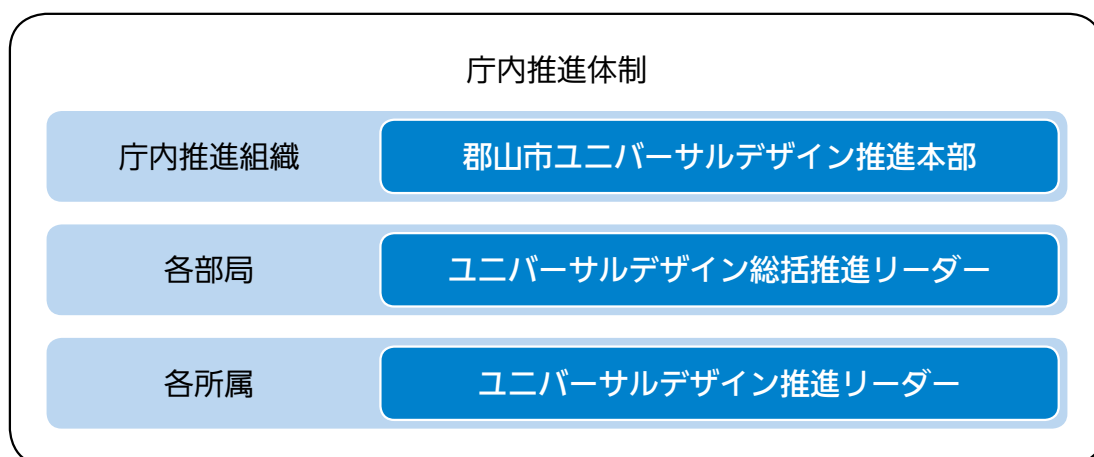 庁内推進体制
庁内推進組織
郡山市ユニバーサルデザイン推進本部
各部局
ユニバーサルデザイン総括推進リーダー
各所属
ユニバーサルデザイン推進リーダー